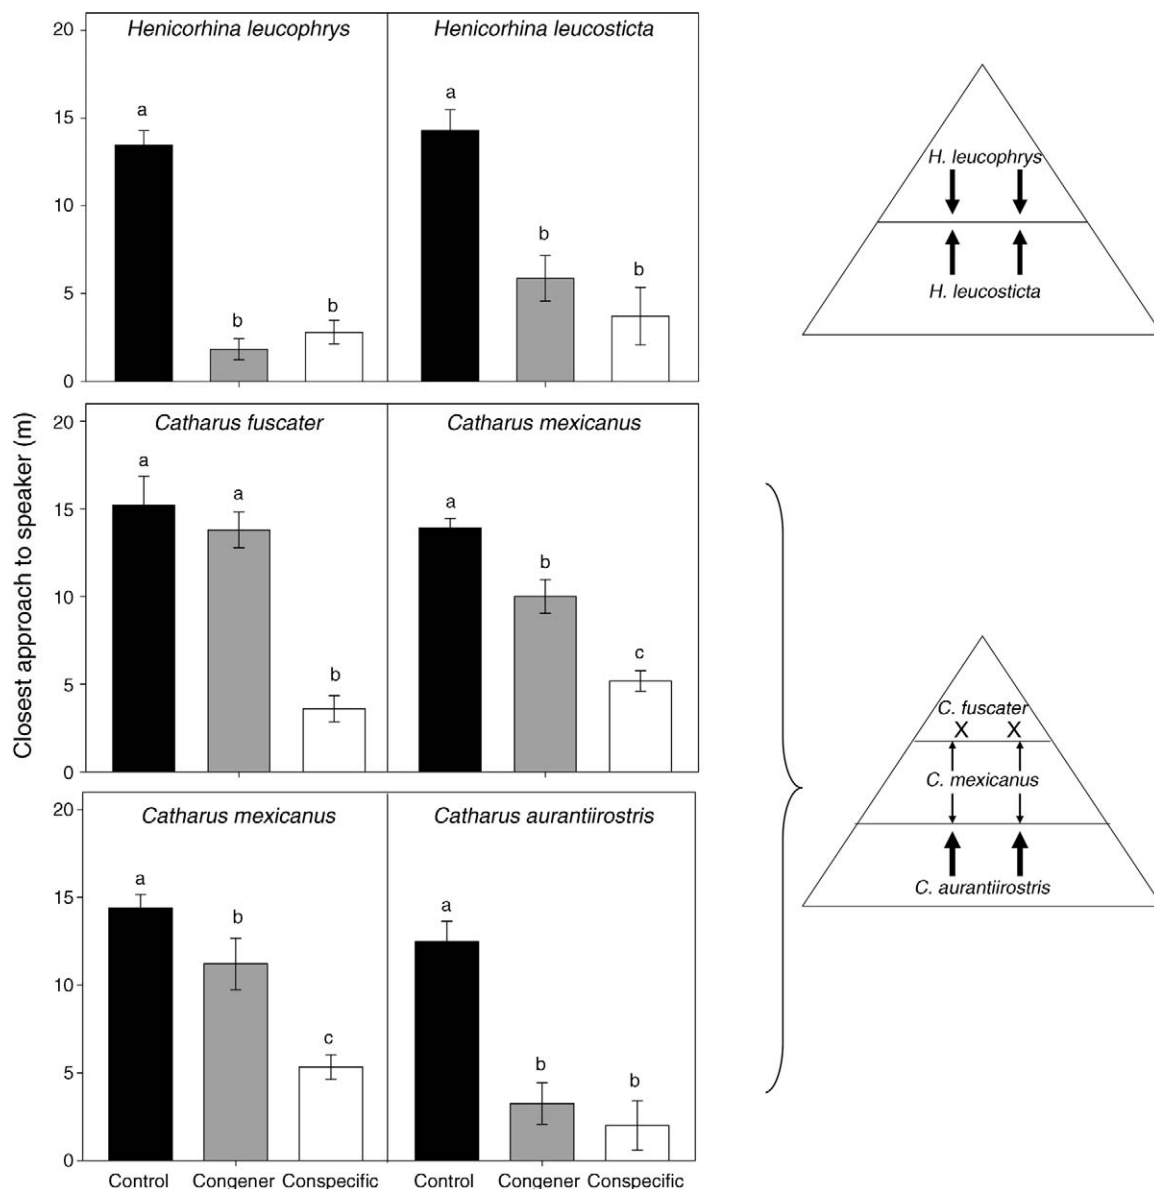 Closest approach to speaker (m)
Henicorhina leucophrys
20
15
10
5
0
a
b
b
Henicorhina leucosticta
a
b
b
H. leucophrys
H. leucosticta
Catharus fuscater
20
15
10
5
0
a
a
b
Catharus mexicanus
a
b
c
Catharus mexicanus
20
15
10
5
0
a
b
c
Control Congener Conspecific
Catharus aurantiirostris
a
b
b
Control Congener Conspecific
C. fuscater
X X
C. mexicanus
C. aurantiirostris